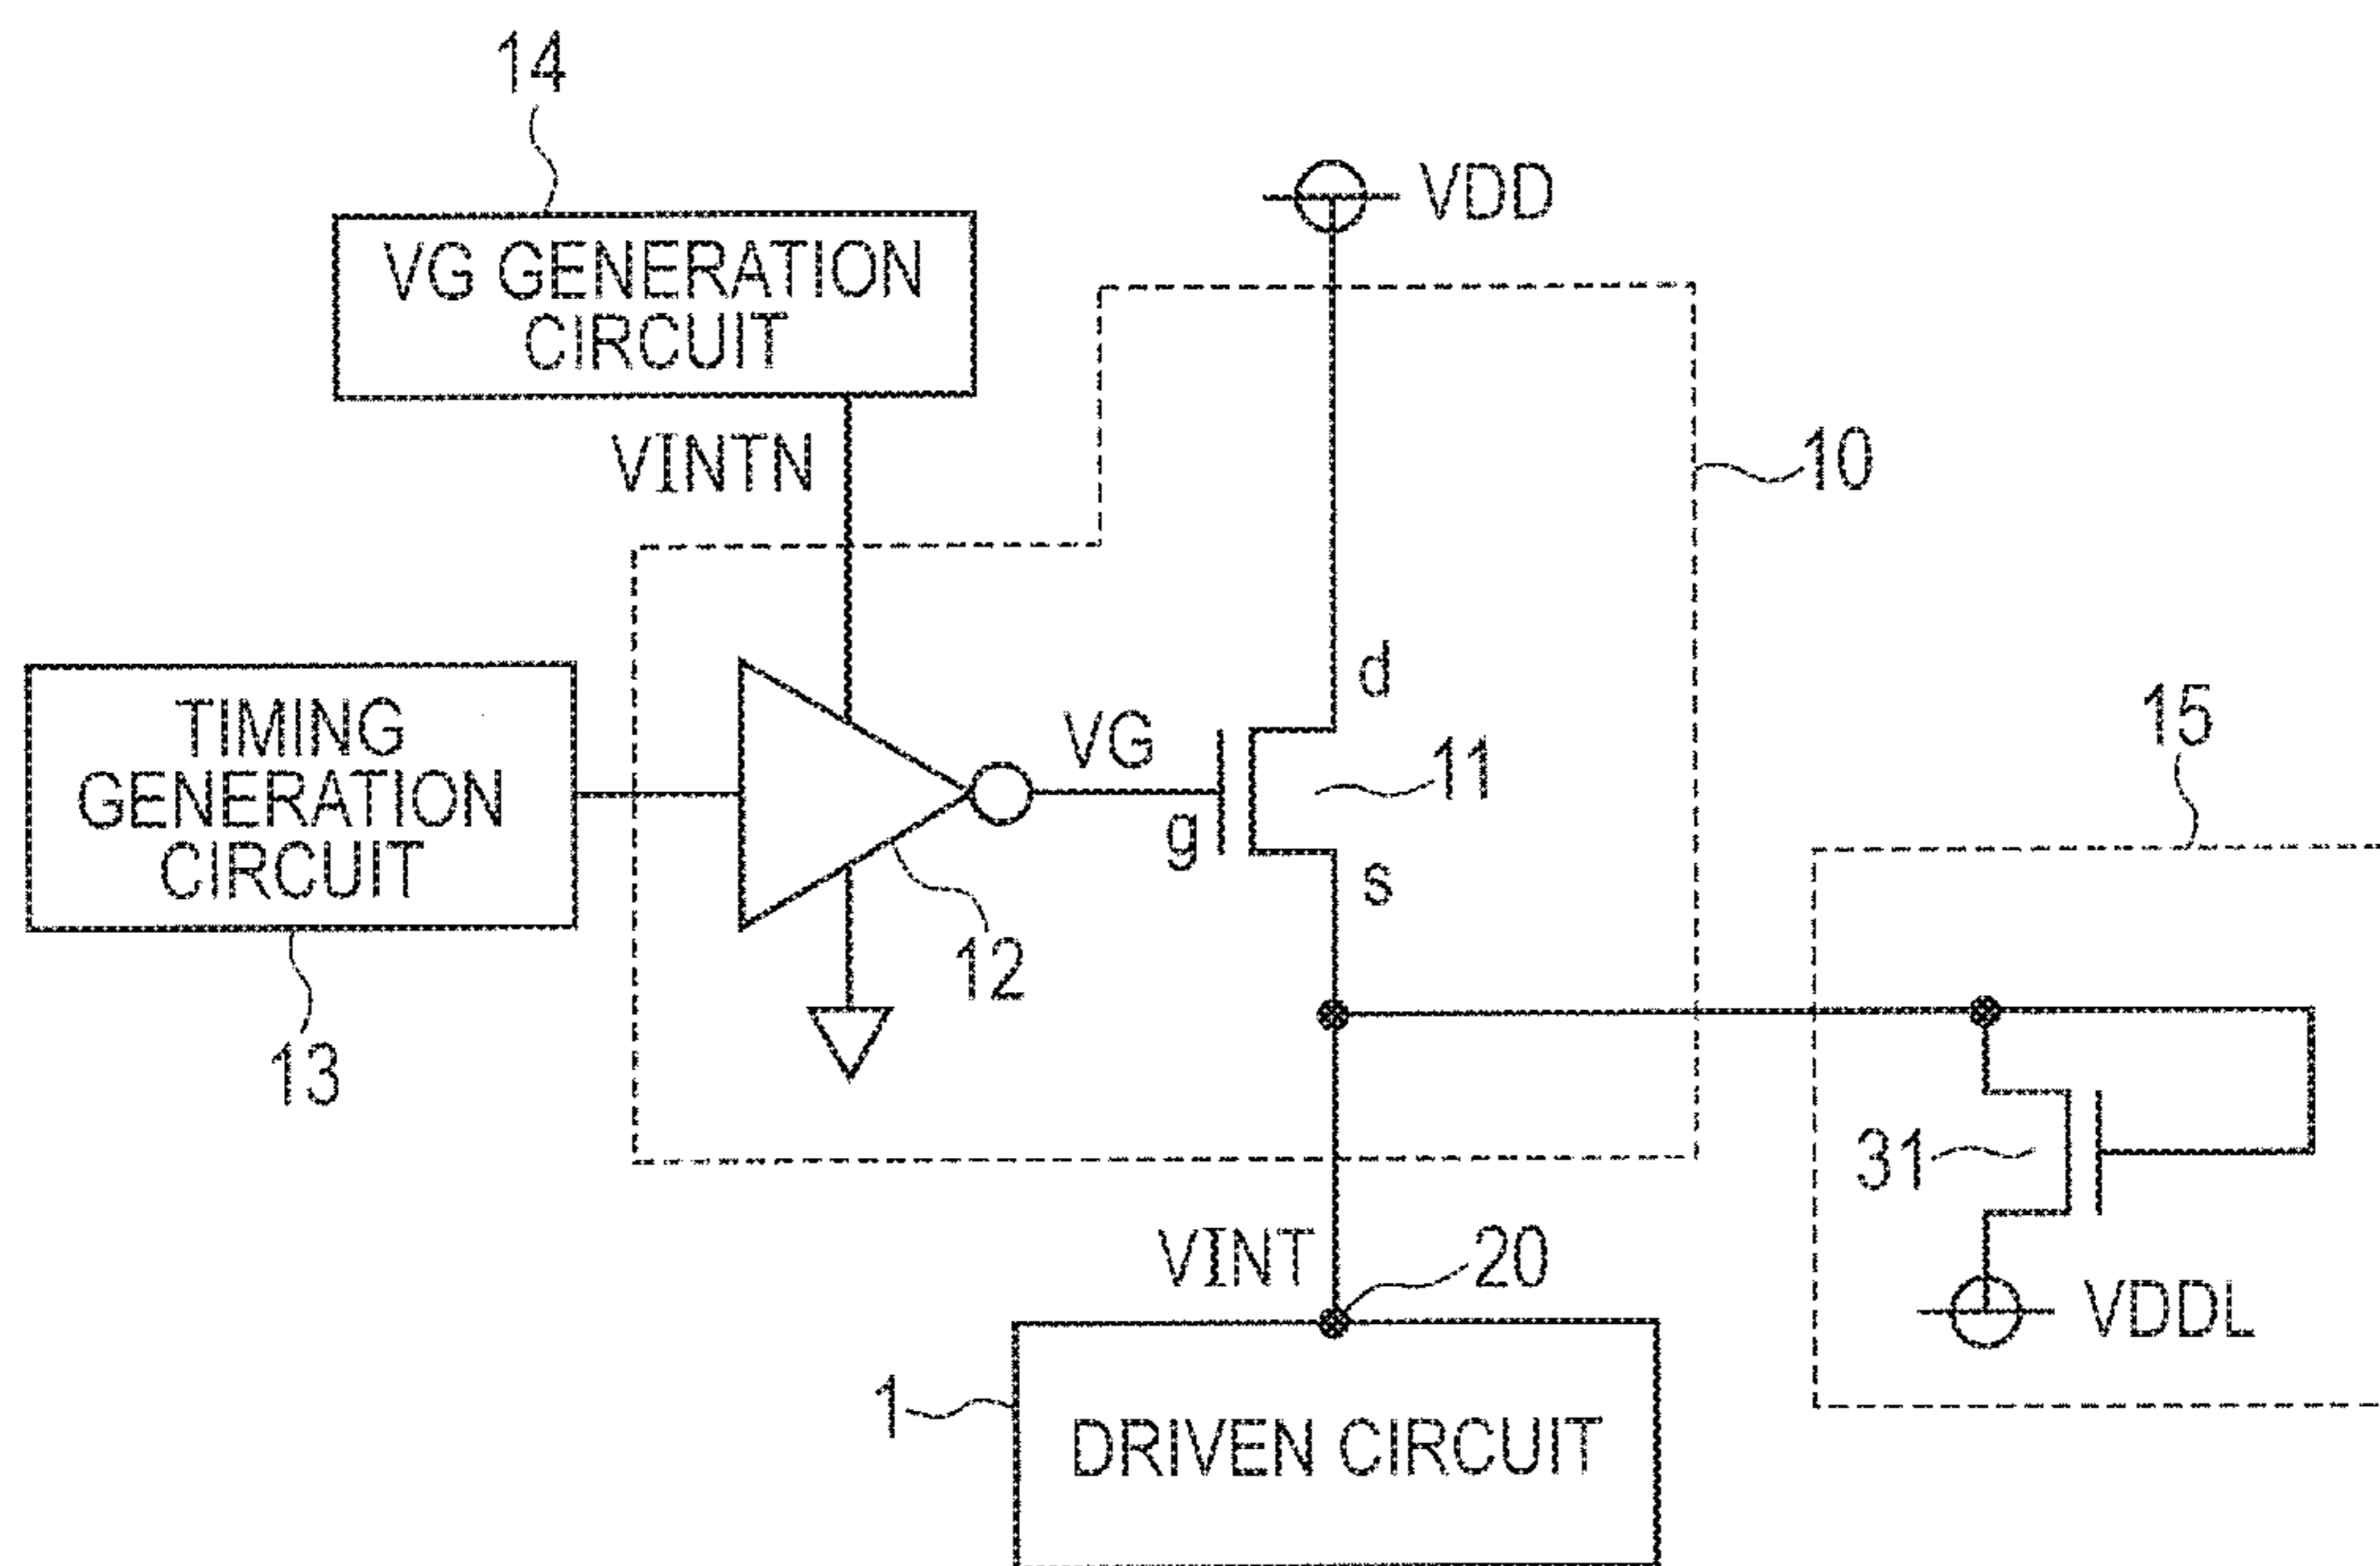 14
VDD
VG GENERATION
CIRCUIT
VINTN
10
d
TIMING
GENERATION
CIRCUIT
VG
11
15
g
s
12
13
31
VINT
20
VDDL
1
DRIVEN CIRCUIT